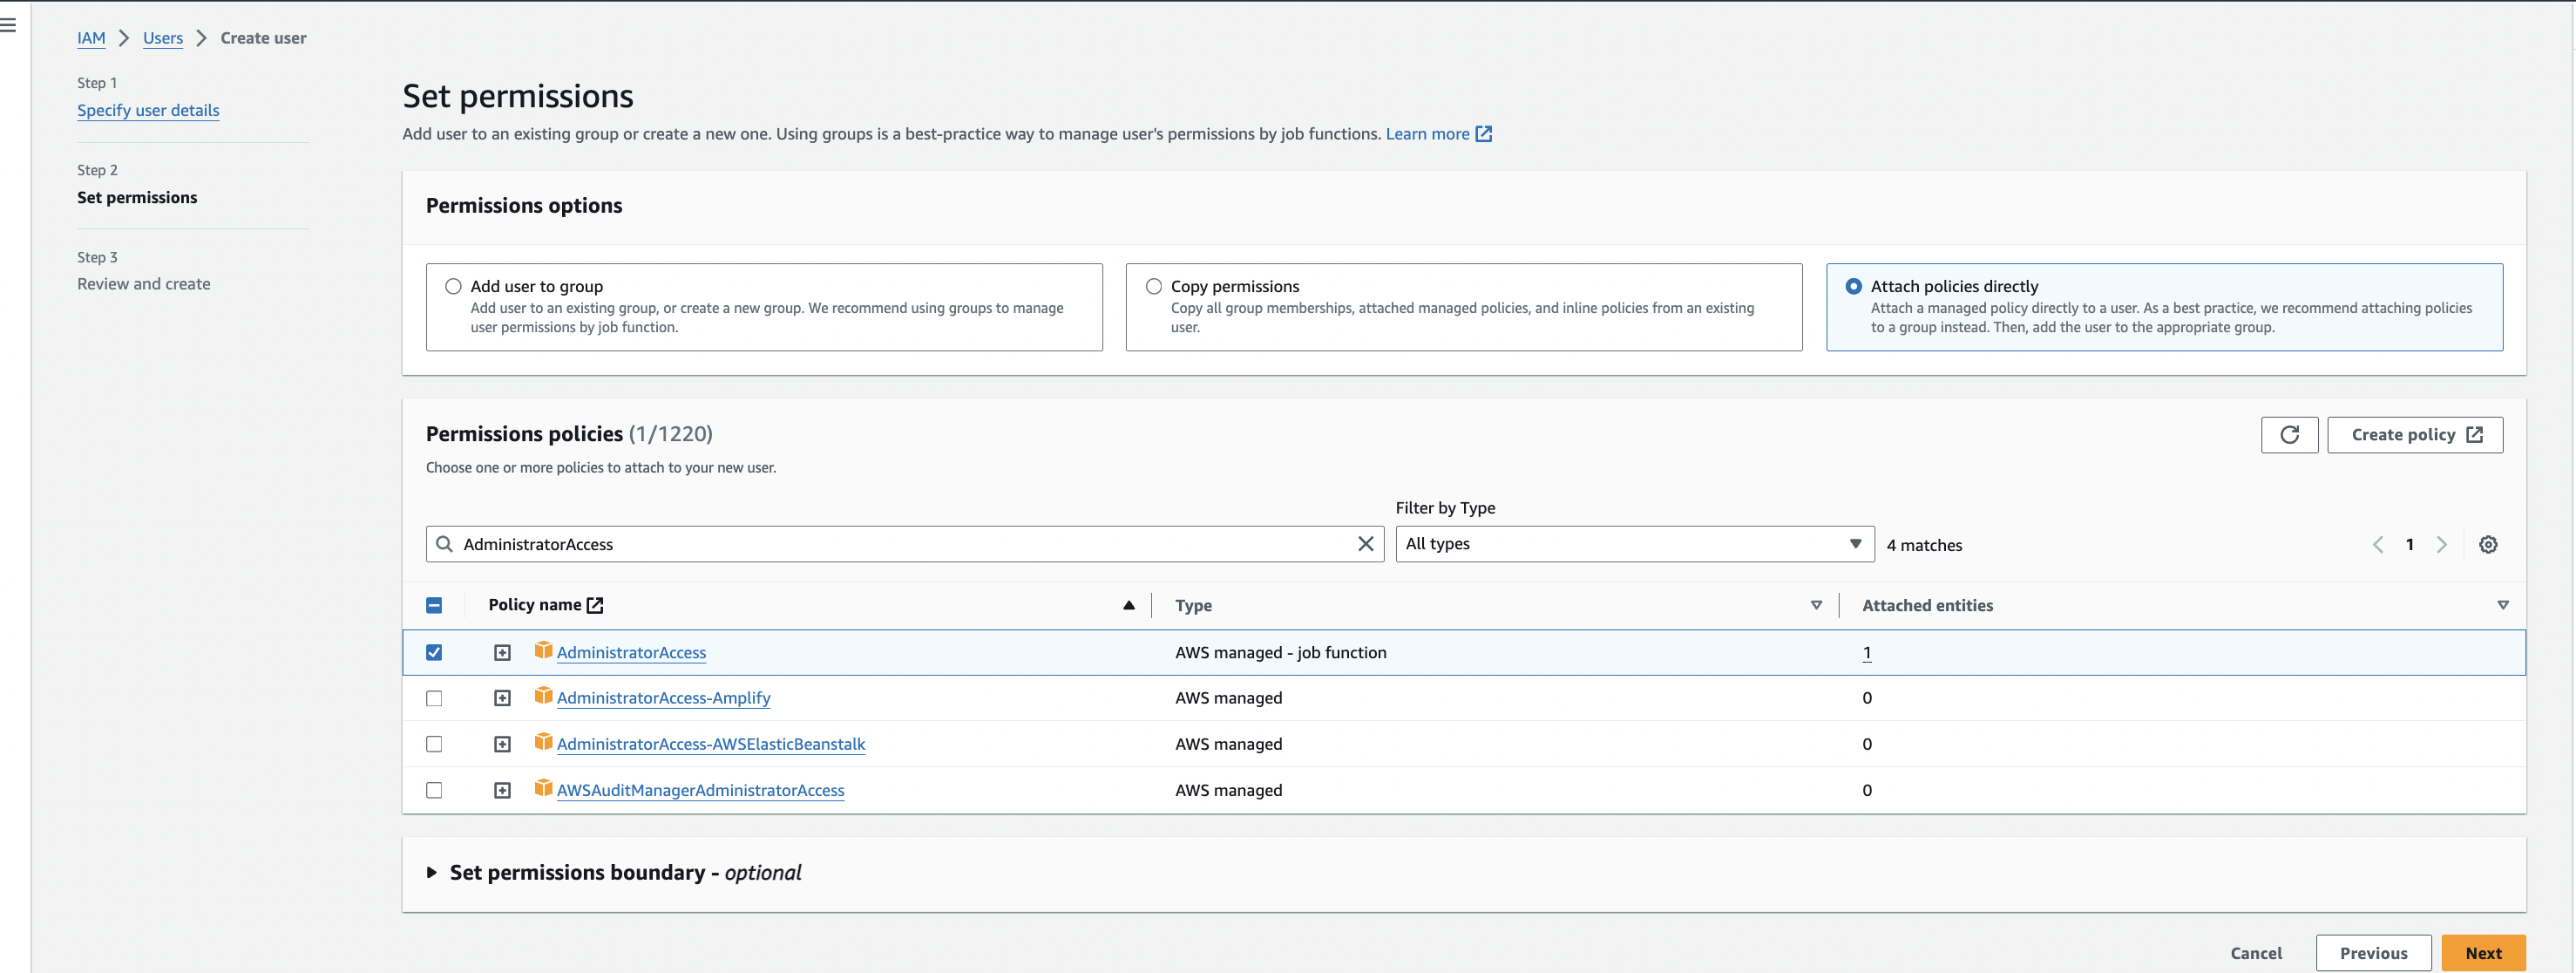 IAM > Users > Create user
Step 1
Specify user details
Step 2
Set permissions
Step 3
Review and create
Set permissions
Add user to an existing group or create a new one. Using groups is a best-practice way to manage user's permissions by job functions. Learn more
Permissions options
Add user to group
Add user to an existing group, or create a new group. We recommend using groups to manage
user permissions by job function.
Copy permissions
Copy all group memberships, attached managed policies, and inline policies from an existing
user.
Attach policies directly
Attach a managed policy directly to a user. As a best practice, we recommend attaching policies
to a group instead. Then, add the user to the appropriate group.
Permissions policies (1/1220)
Create policy
Choose one or more policies to attach to your new user.
Filter by Type
AdministratorAccess
All types
4 matches
1
Policy name Type Attached entities
AdministratorAccess AWS managed - job function 1
AdministratorAccess-Amplify AWS managed 0
AdministratorAccess-AWSElasticBeanstalk AWS managed 0
AWSAuditManagerAdministratorAccess AWS managed 0
Set permissions boundary - optional
Cancel Previous Next